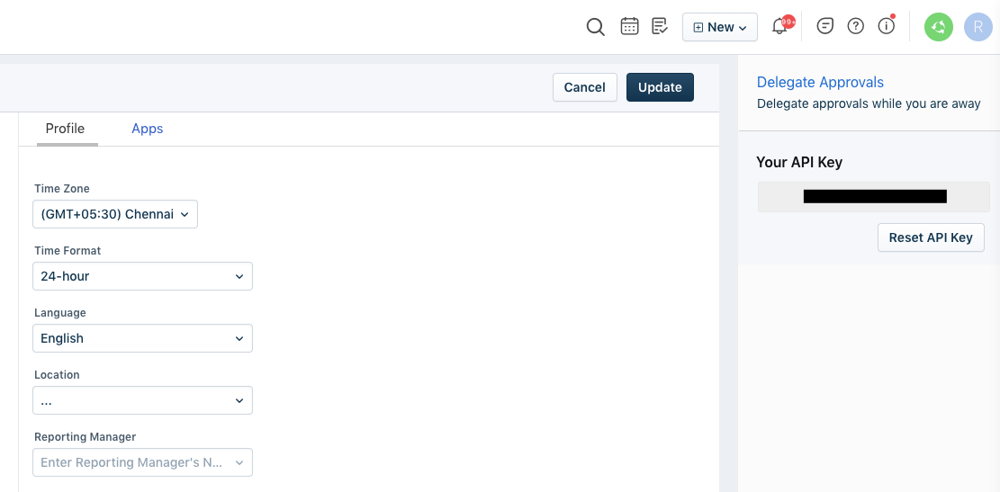 New
99+
R
Cancel
Update
Delegate Approvals
Delegate approvals while you are away
Profile
Apps
Your API Key
Reset API Key
Time Zone
(GMT+05:30) Chennai
Time Format
24-hour
Language
English
Location
...
Reporting Manager
Enter Reporting Manager's N...